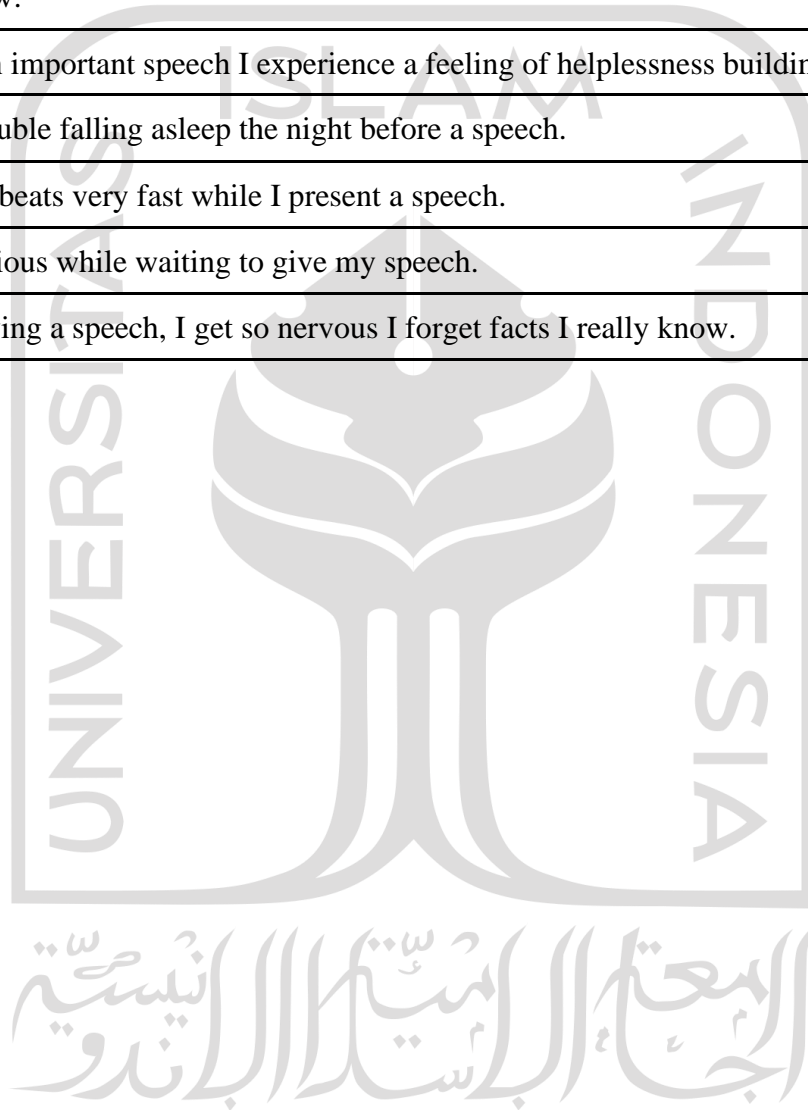 w.
n important speech I experience a feeling of helplessness buildin
uble falling asleep the night before a speech.
beats very fast while I present a speech.
ious while waiting to give my speech.
ing a speech, I get so nervous I forget facts I really know.
ISLAM
UNIVERSITAS
INDONESIA
الجامعة الإسلامية الاندونيسية